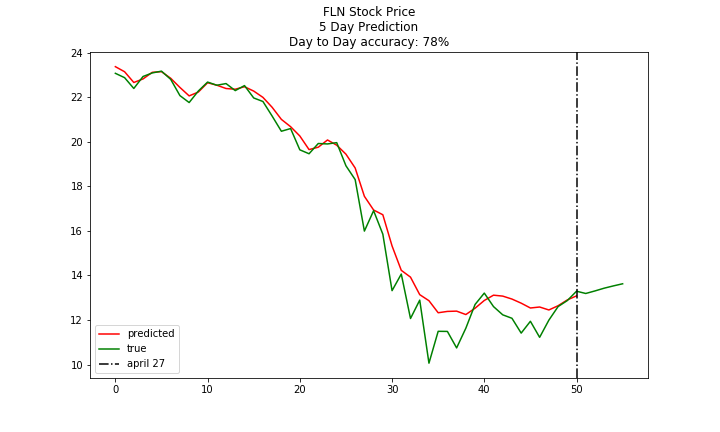 FLN Stock Price
5 Day Prediction
Day to Day accuracy: 78%
24
22
20
18
16
14
12
10
predicted
true
april 27
0
10
20
30
40
50